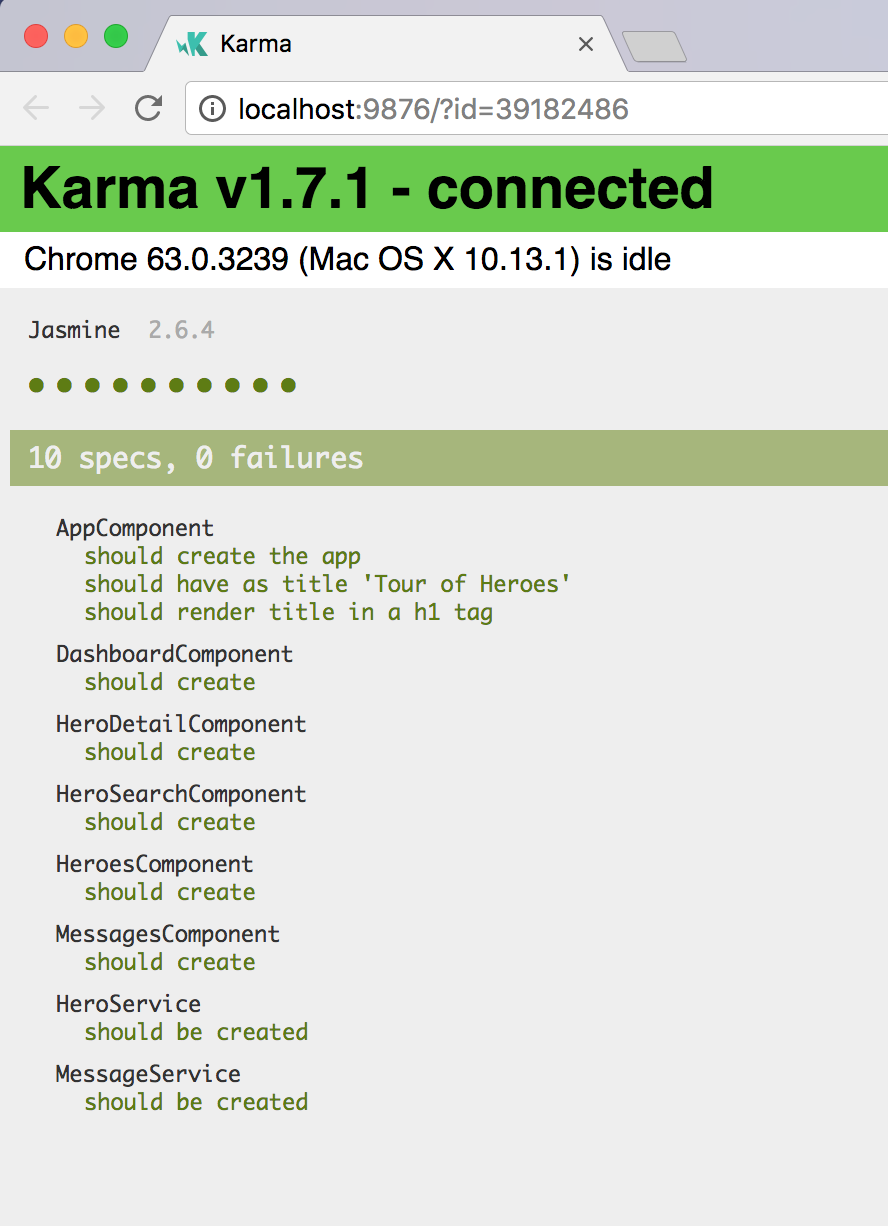 Karma
localhost:9876/?id=39182486
Karma v1.7.1 - connected
Chrome 63.0.3239 (Mac OS X 10.13.1) is idle
Jasmine 2.6.4
10 specs, 0 failures
AppComponent
should create the app
should have as title 'Tour of Heroes'
should render title in a h1 tag
DashboardComponent
should create
HeroDetailComponent
should create
HeroSearchComponent
should create
HeroesComponent
should create
MessagesComponent
should create
HeroService
should be created
MessageService
should be created